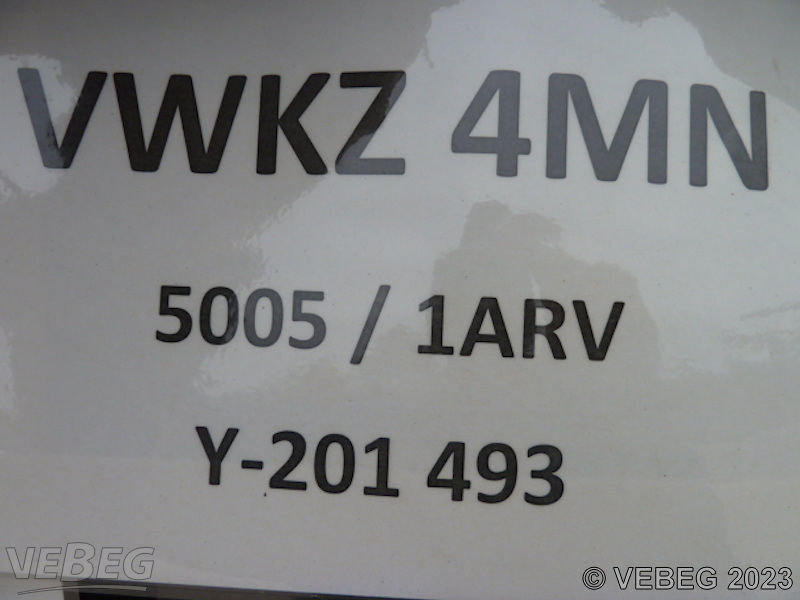 VWKZ 4MN
5005 / 1ARV
Y-201 493
VEBEG
© VEBEG 2023